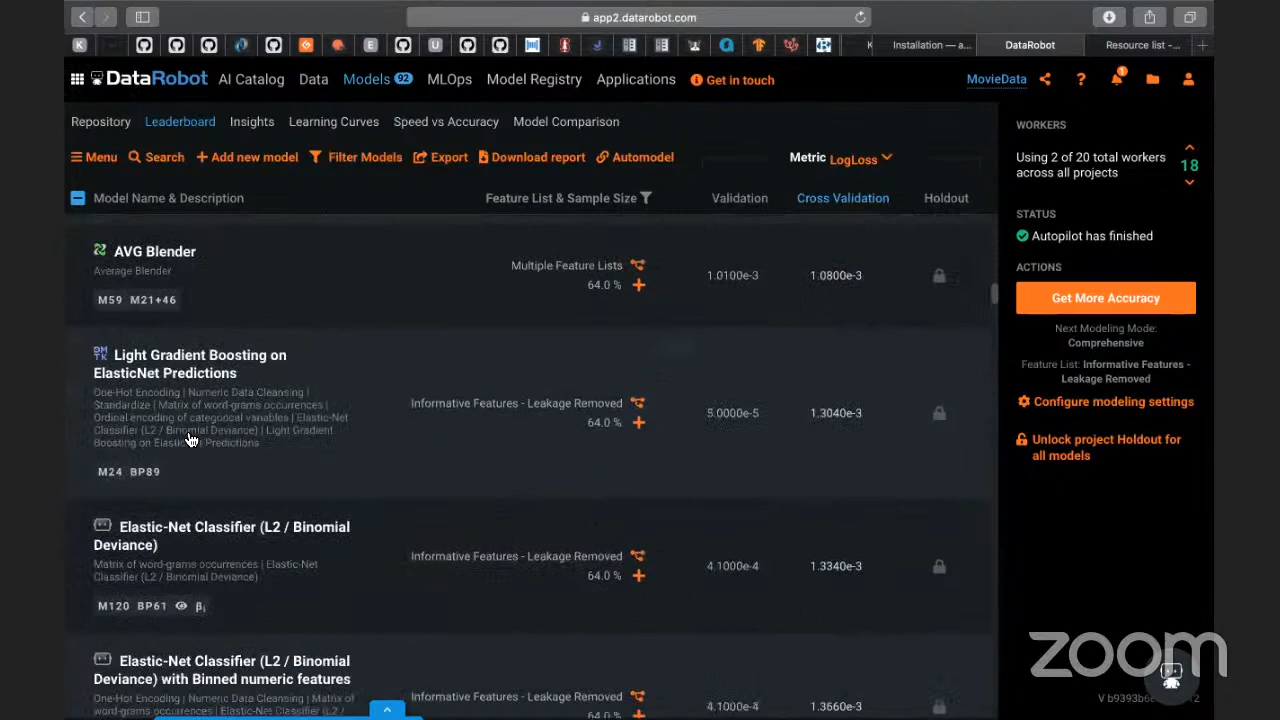 app2.datarobot.com
K
E
U
J
K
Installation — a...
DataRobot
Resource list -...
DataRobot AI Catalog Data Models 92 MLOps Model Registry Applications Get in touch MovieData 1
Repository Leaderboard Insights Learning Curves Speed vs Accuracy Model Comparison
Menu Search Add new model Filter Models Export Download report Automodel Metric LogLoss
Model Name & Description Feature List & Sample Size Validation Cross Validation Holdout
AVG Blender
Average Blender
M59 M21+46
Multiple Feature Lists
64.0 %
1.0100e-3
1.0800e-3
Light Gradient Boosting on
ElasticNet Predictions
One-Hot Encoding | Numeric Data Cleansing |
Standardize | Matrix of word-grams occurrences |
Ordinal encoding of categorical variables | Elastic-Net
Classifier (L2 / Binomial Deviance) | Light Gradient
Boosting on Predictions
M24 BP89
Informative Features - Leakage Removed
64.0 %
5.0000e-5
1.3040e-3
Elastic-Net Classifier (L2 / Binomial
Deviance)
Matrix of word-grams occurrences | Elastic-Net
Classifier (L2 / Binomial Deviance)
M120 BP61 βi
Informative Features - Leakage Removed
64.0 %
4.1000e-4
1.3340e-3
Elastic-Net Classifier (L2 / Binomial
Deviance) with Binned numeric features
One-Hot Encoding | Numeric Data Cleansing | Matrix of
word-grams occurrences | Elastic-Net Classifier (L2 /
Informative Features - Leakage Removed
64.0 %
4.1000e-4
1.3660e-3
WORKERS
Using 2 of 20 total workers
across all projects
18
STATUS
Autopilot has finished
ACTIONS
Get More Accuracy
Next Modeling Mode:
Comprehensive
Feature List: Informative Features -
Leakage Removed
Configure modeling settings
Unlock project Holdout for
all models
zoom